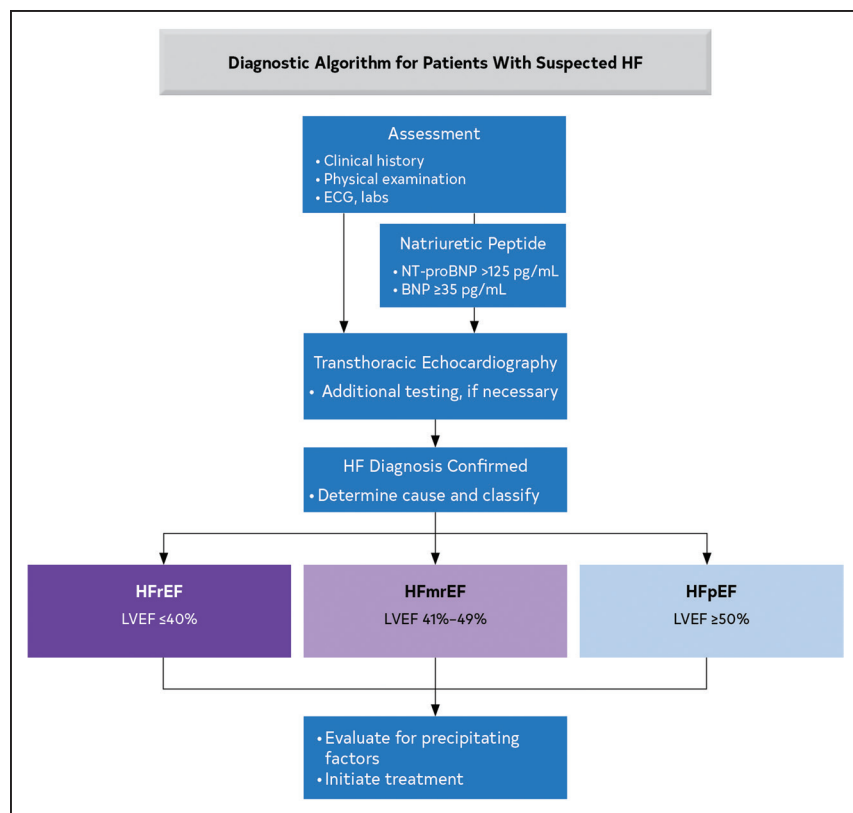 Diagnostic Algorithm for Patients With Suspected HF
Assessment
• Clinical history
• Physical examination
• ECG, labs
Natriuretic Peptide
• NT-proBNP >125 pg/mL
• BNP ≥35 pg/mL
Transthoracic Echocardiography
• Additional testing, if necessary
HF Diagnosis Confirmed
• Determine cause and classify
HFrEF
LVEF ≤40%
HFmrEF
LVEF 41%–49%
HFpEF
LVEF ≥50%
• Evaluate for precipitating
factors
• Initiate treatment